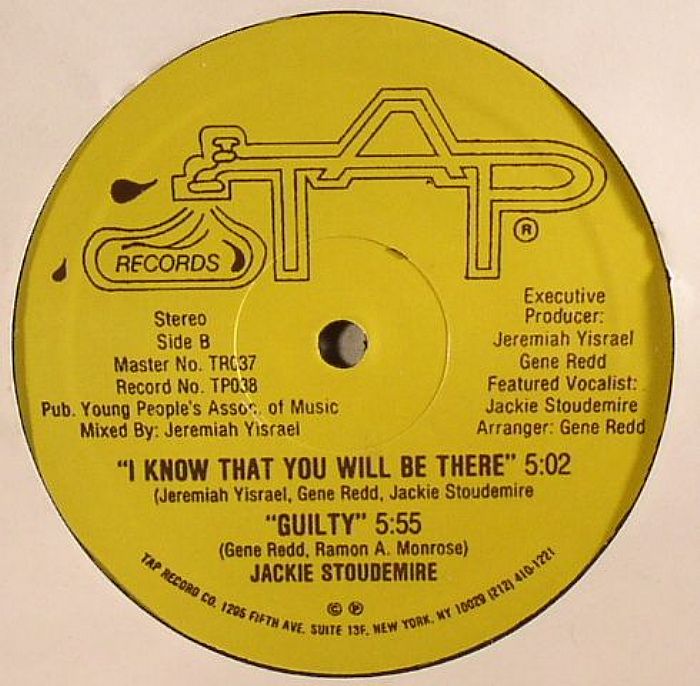 TAP
®
RECORDS
Stereo
Side B
Master No. TR037
Record No. TP038
Pub. Young People's Assoc. of Music
Mixed By: Jeremiah Yisrael
Executive
Producer:
Jeremiah Yisrael
Gene Redd
Featured Vocalist:
Jackie Stoudemire
Arranger: Gene Redd
"I KNOW THAT YOU WILL BE THERE" 5:02
(Jeremiah Yisrael, Gene Redd, Jackie Stoudemire
"GUILTY" 5:55
(Gene Redd, Ramon A. Monrose)
JACKIE STOUDEMIRE
© ℗
TAP RECORD CO. 1295 FIFTH AVE. SUITE 13F, NEW YORK, NY 10029 (212) 410-1221